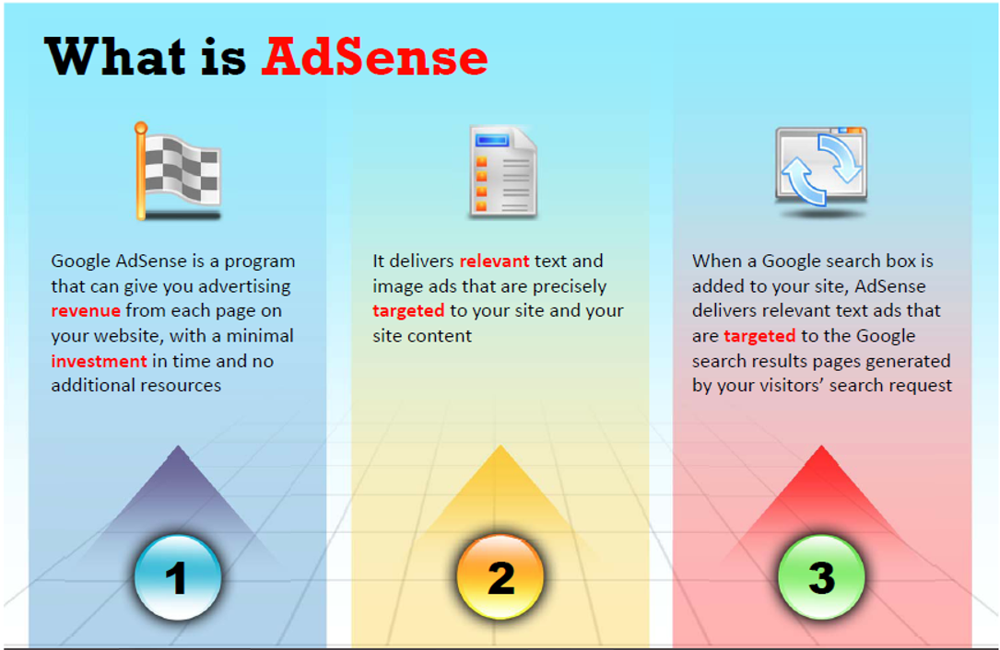 What is AdSense
Google AdSense is a program
that can give you advertising
revenue from each page on
your website, with a minimal
investment in time and no
additional resources
It delivers relevant text and
image ads that are precisely
targeted to your site and your
site content
When a Google search box is
added to your site, AdSense
delivers relevant text ads that
are targeted to the Google
search results pages generated
by your visitors’ search request
1
2
3